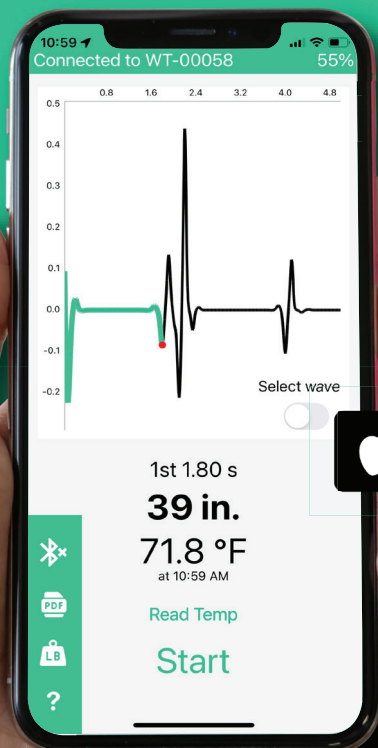 10:59
Connected to WT-00058 55%
0.8 1.6 2.4 3.2 4.0 4.8
0.5
0.4
0.3
0.2
0.1
0.0
-0.1
-0.2
Select wave
1st 1.80 s
39 in.
71.8 °F
at 10:59 AM
Read Temp
PDF
Start
LB
?